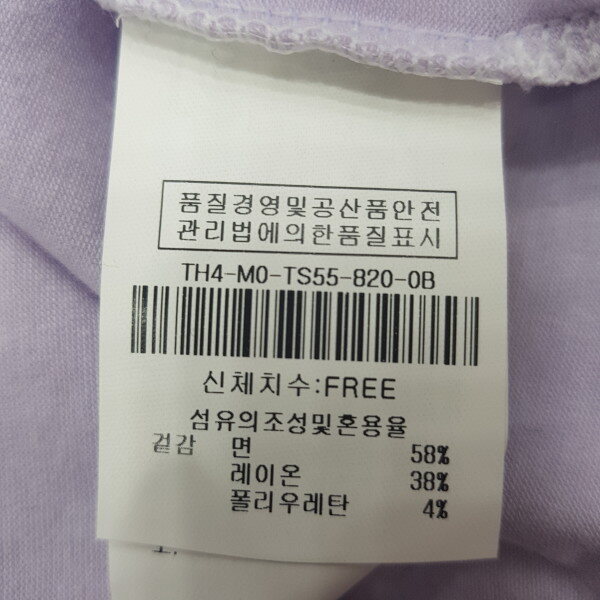 품질경영및공산품안전
관리법에의한품질표시
TH4-M0-TS55-820-0B
신체치수:FREE
섬유의조성및혼용율
겉감 면 58%
레이온 38%
폴리우레탄 4%